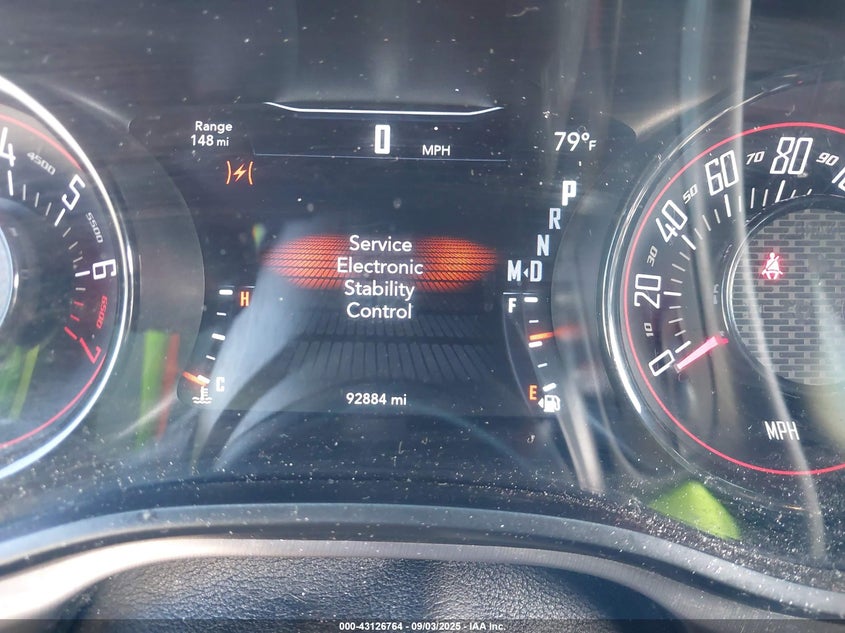 Range
148 mi
0 MPH
79°F
4
4500
5
5500
6
6500
7
P
R
N
M◂D
Service
Electronic
Stability
Control
H
C
F
E
92884 mi
0
10
20
30
40
50
60
70
80
90
MPH
000-43126764 - 09/03/2025 - IAA Inc.